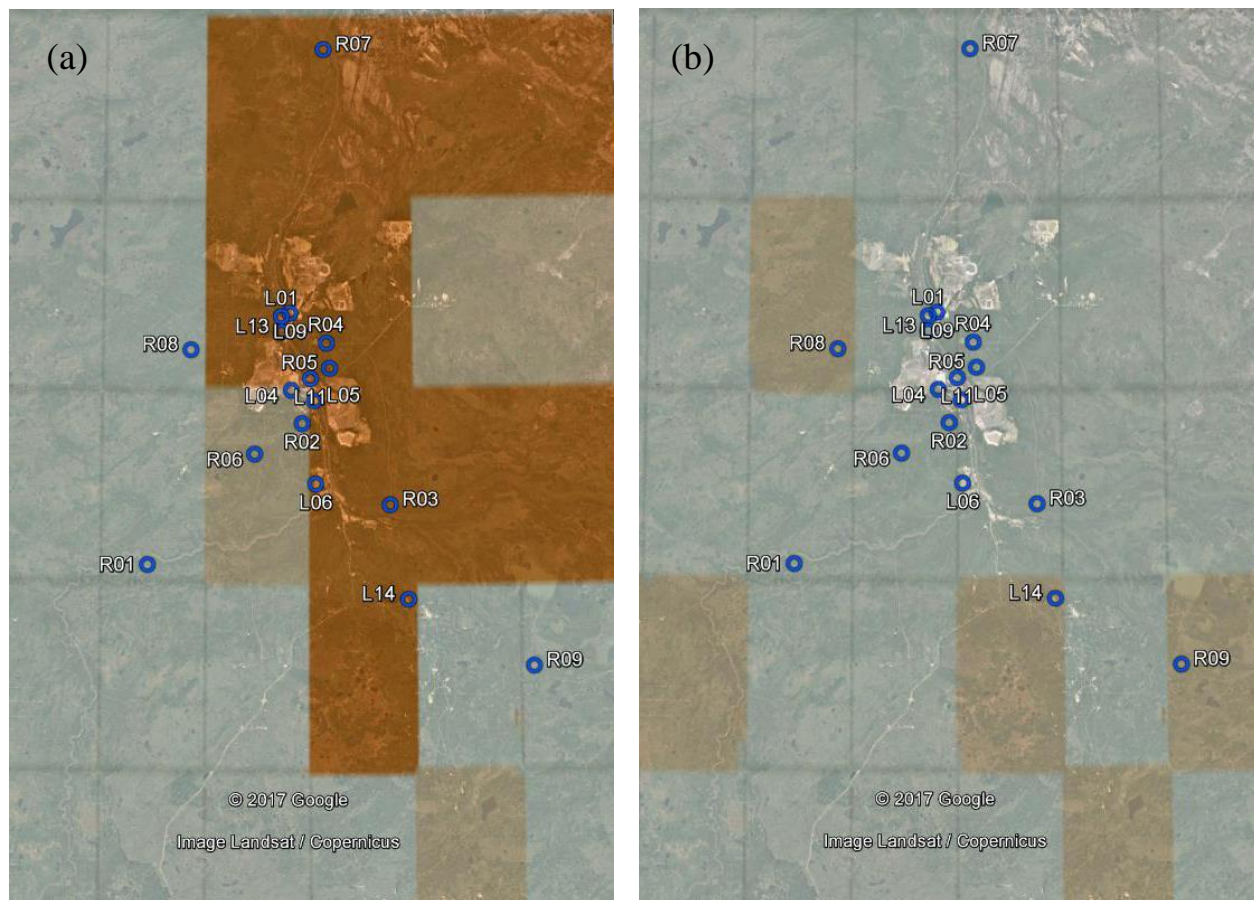 (a)
R07
L01
L13
L09
R04
R08
R05
L04
L11
L05
R02
R06
L06
R03
R01
L14
R09
© 2017 Google
Image Landsat / Copernicus
(b)
R07
L01
L13
L09
R04
R08
R05
L04
L11
L05
R02
R06
L06
R03
R01
L14
R09
© 2017 Google
Image Landsat / Copernicus